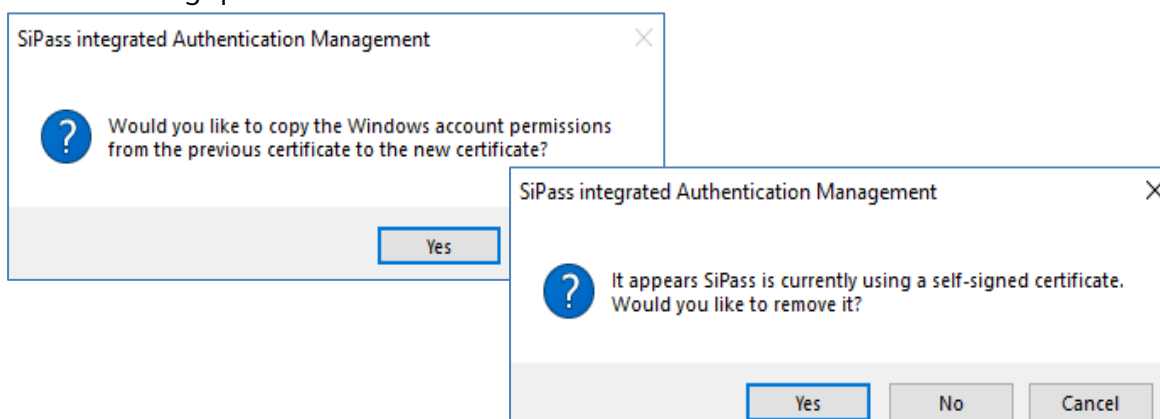 SiPass integrated Authentication Management
Would you like to copy the Windows account permissions
from the previous certificate to the new certificate?
Yes
SiPass integrated Authentication Management
It appears SiPass is currently using a self-signed certificate.
Would you like to remove it?
Yes
No
Cancel